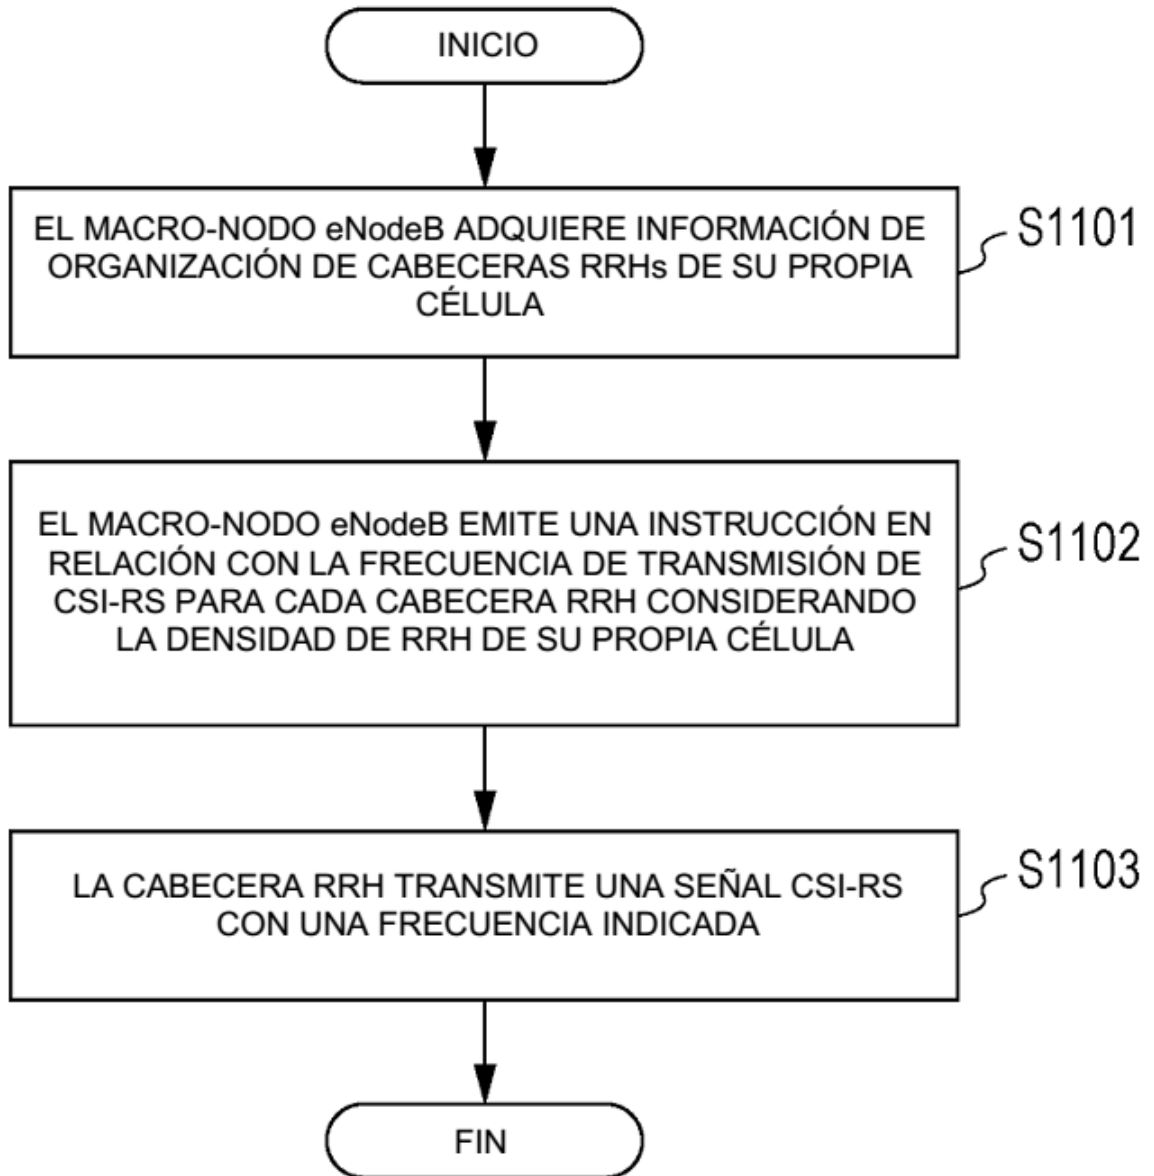 INICIO
EL MACRO-NODO eNodeB ADQUIERE INFORMACIÓN DE
ORGANIZACIÓN DE CABECERAS RRHs DE SU PROPIA
CÉLULA
S1101
EL MACRO-NODO eNodeB EMITE UNA INSTRUCCIÓN EN
RELACIÓN CON LA FRECUENCIA DE TRANSMISIÓN DE
CSI-RS PARA CADA CABECERA RRH CONSIDERANDO
LA DENSIDAD DE RRH DE SU PROPIA CÉLULA
S1102
LA CABECERA RRH TRANSMITE UNA SEÑAL CSI-RS
CON UNA FRECUENCIA INDICADA
S1103
FIN